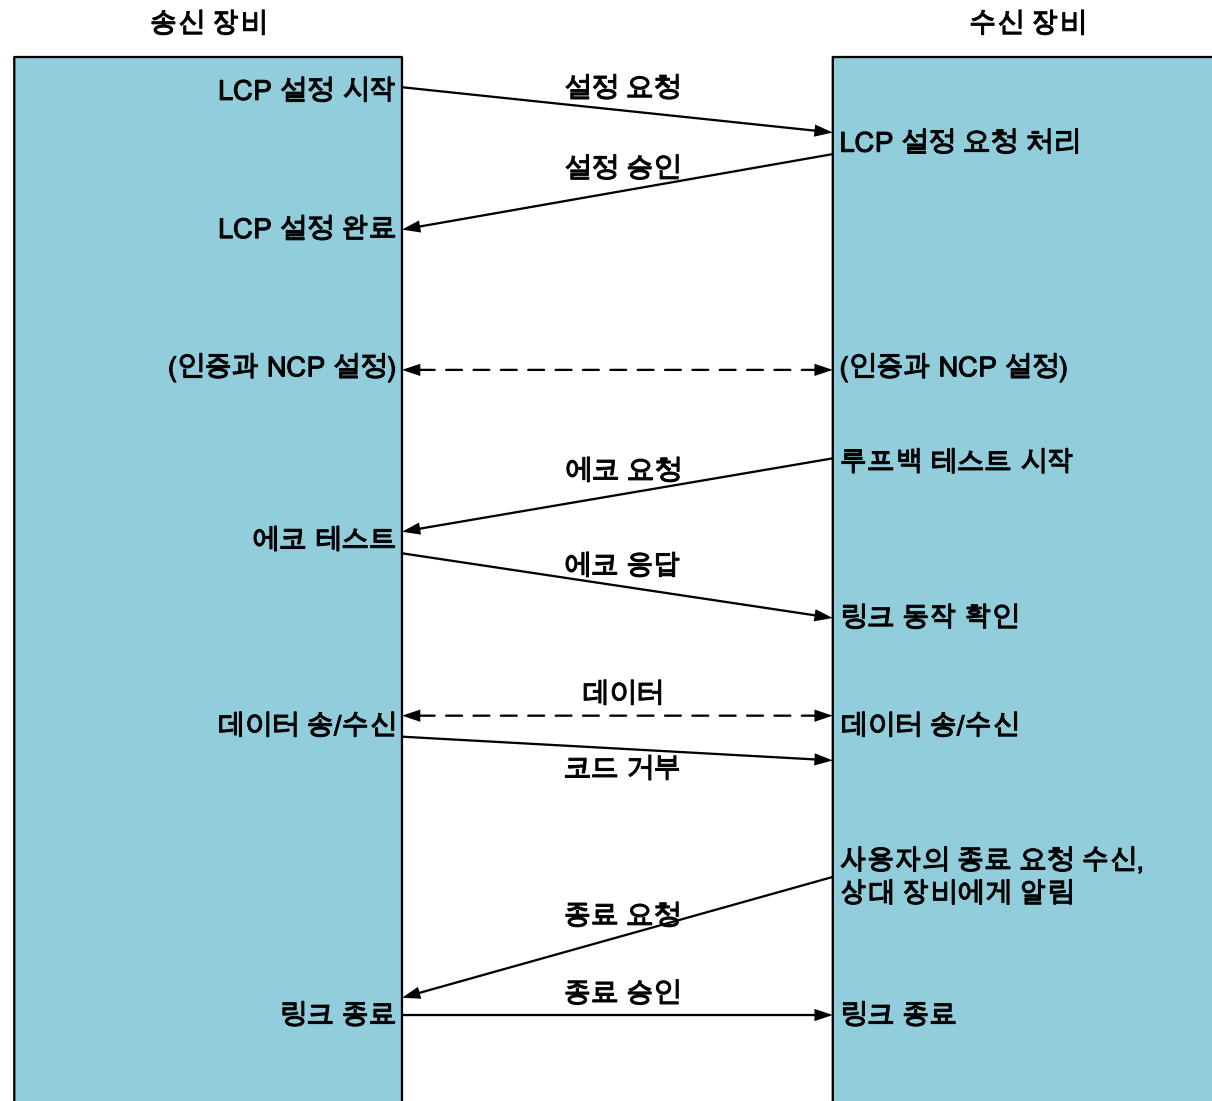 송신 장비
수신 장비
LCP 설정 시작
설정 요청
LCP 설정 요청 처리
설정 승인
LCP 설정 완료
(인증과 NCP 설정)
(인증과 NCP 설정)
에코 요청
루프백 테스트 시작
에코 테스트
에코 응답
링크 동작 확인
데이터
데이터 송/수신
데이터 송/수신
코드 거부
사용자의 종료 요청 수신,
상대 장비에게 알림
종료 요청
종료 승인
링크 종료
링크 종료